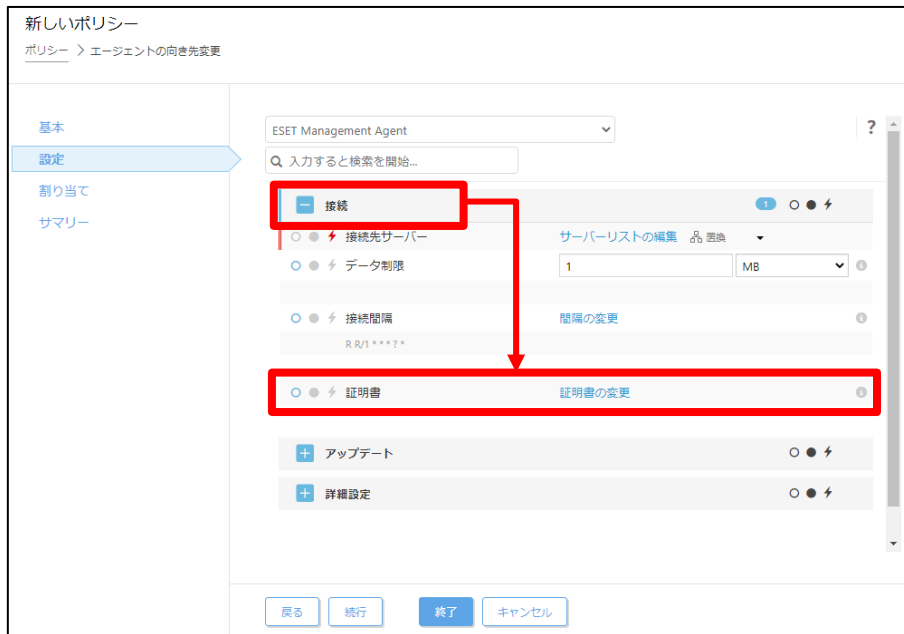 新しいポリシー
ポリシー > エージェントの向き先変更
基本
設定
割り当て
サマリー
ESET Management Agent
?
入力すると検索を開始...
接続 1
接続先サーバー サーバーリストの編集 置換
データ制限 1 MB
接続間隔 間隔の変更
R R/1 * * * ? *
証明書 証明書の変更
アップデート
詳細設定
戻る 続行 終了 キャンセル